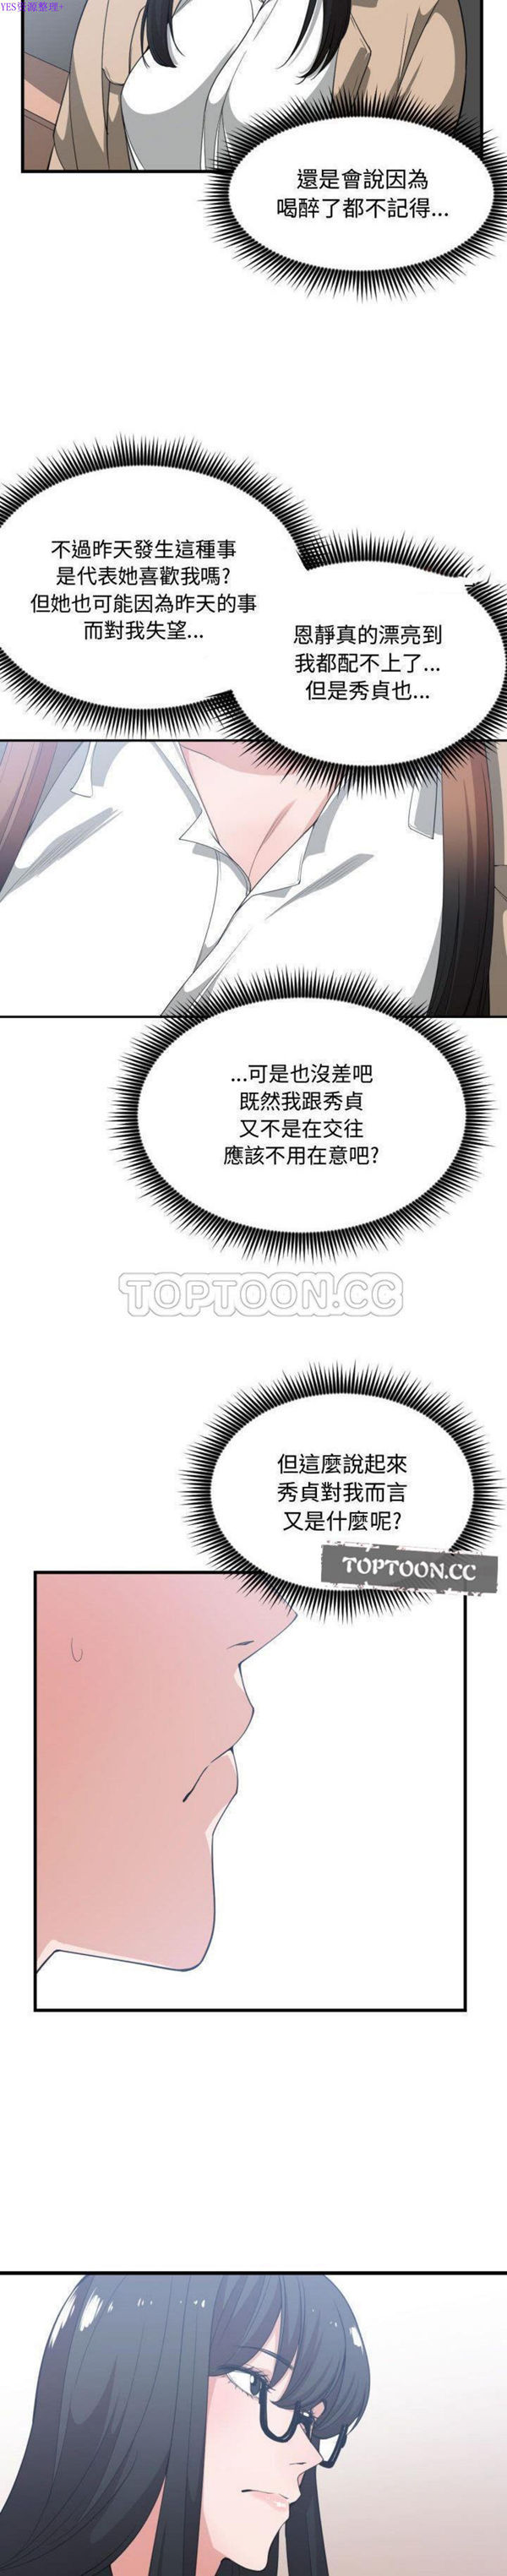 YES资源整理。
還是會說因為
喝醉了都不記得...
不過昨天發生這種事
是代表她喜歡我嗎?
但她也可能因為昨天的事
而對我失望...
恩靜真的漂亮到
我都配不上了...
但是秀貞也...
...可是也沒差吧
既然我跟秀貞
又不是在交往
應該不用在意吧?
TOPTOON.CC
但這麼說起來
秀貞對我而言
又是什麼呢?
TOPTOON.CC